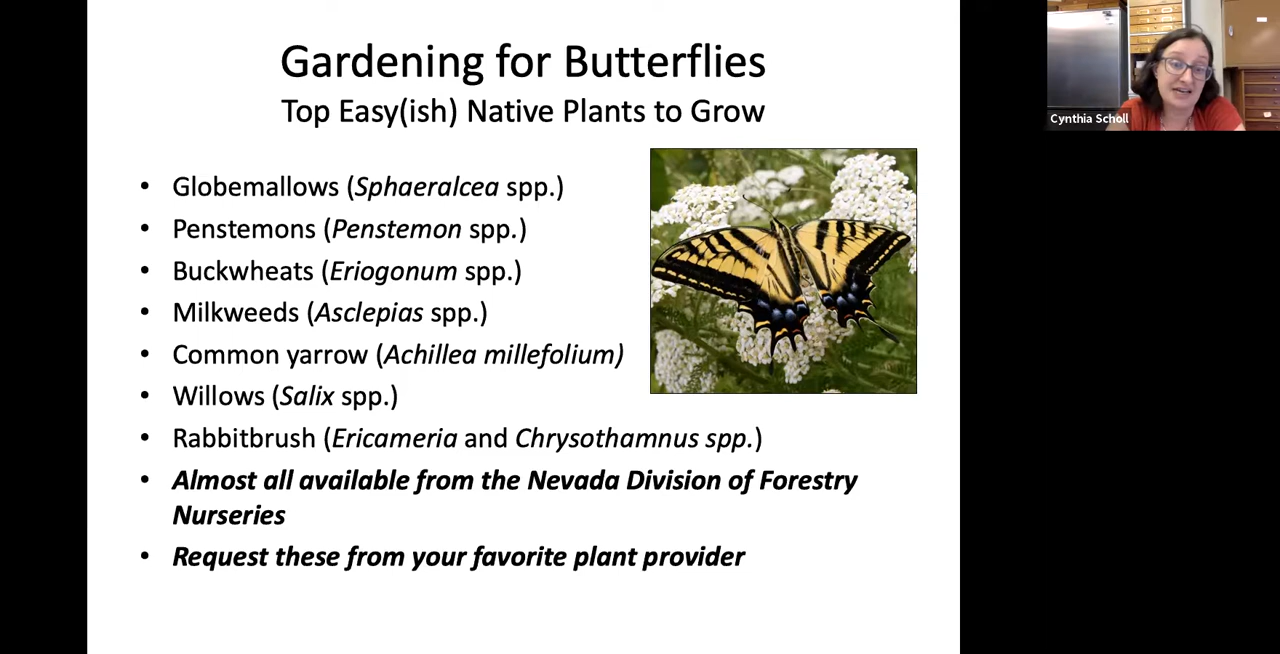 Gardening for Butterflies
Top Easy(ish) Native Plants to Grow
• Globemallows (Sphaeralcea spp.)
• Penstemons (Penstemon spp.)
• Buckwheats (Eriogonum spp.)
• Milkweeds (Asclepias spp.)
• Common yarrow (Achillea millefolium)
• Willows (Salix spp.)
• Rabbitbrush (Ericameria and Chrysothamnus spp.)
• Almost all available from the Nevada Division of Forestry
Nurseries
• Request these from your favorite plant provider
Cynthia Scholl